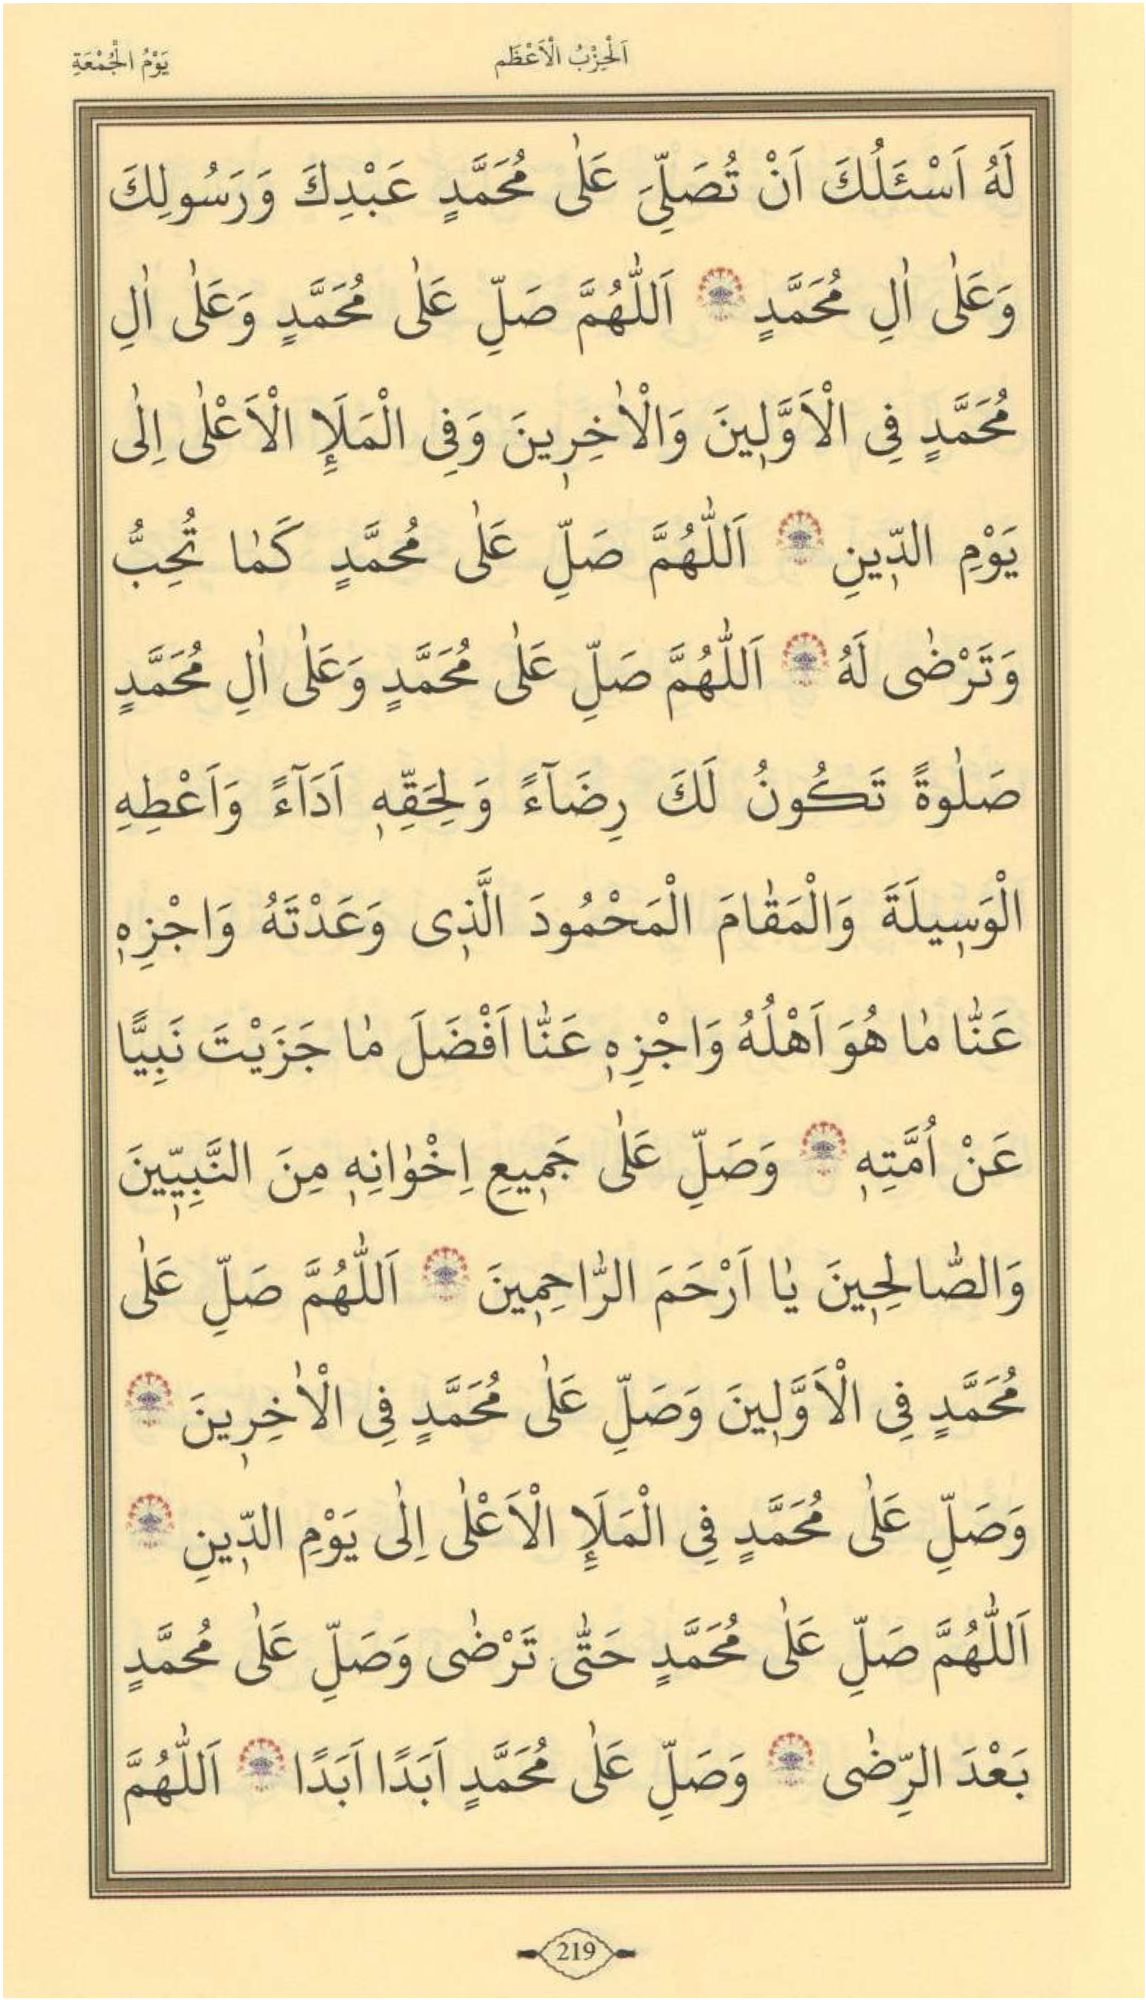 اَلْحِزْبُ الْاَعْظَم
يَوْمُ الْجُمْعَةِ
لَهُ اَسْئَلُكَ اَنْ تُصَلِّىَ عَلٰى مُحَمَّدٍ عَبْدِكَ وَرَسُولِكَ
وَعَلٰى اٰلِ مُحَمَّدٍ ۞ اَللّٰهُمَّ صَلِّ عَلٰى مُحَمَّدٍ وَعَلٰى اٰلِ
مُحَمَّدٍ فِى الْاَوَّل۪ينَ وَالْاٰخِر۪ينَ وَفِى الْمَلَإِ الْاَعْلٰى اِلٰى
يَوْمِ الدّ۪ينِ ۞ اَللّٰهُمَّ صَلِّ عَلٰى مُحَمَّدٍ كَمٰا تُحِبُّ
وَتَرْضٰى لَهُ ۞ اَللّٰهُمَّ صَلِّ عَلٰى مُحَمَّدٍ وَعَلٰى اٰلِ مُحَمَّدٍ
صَلٰوةً تَكُونُ لَكَ رِضَآءً وَلِحَقِّه۪ اَدَآءً وَاَعْطِهِ
الْوَس۪يلَةَ وَالْمَقٰامَ الْمَحْمُودَ الَّذ۪ى وَعَدْتَهُ وَاجْزِه۪
عَنّٰا مٰا هُوَ اَهْلُهُ وَاجْزِه۪ عَنّٰا اَفْضَلَ مٰا جَزَيْتَ نَبِيًّا
عَنْ اُمَّتِه۪ ۞ وَصَلِّ عَلٰى جَم۪يعِ اِخْوٰانِه۪ مِنَ النَّبِيّ۪ينَ
وَالصّٰالِح۪ينَ يٰا اَرْحَمَ الرّٰاحِم۪ينَ ۞ اَللّٰهُمَّ صَلِّ عَلٰى
مُحَمَّدٍ فِى الْاَوَّل۪ينَ وَصَلِّ عَلٰى مُحَمَّدٍ فِى الْاٰخِر۪ينَ ۞
وَصَلِّ عَلٰى مُحَمَّدٍ فِى الْمَلَإِ الْاَعْلٰى اِلٰى يَوْمِ الدّ۪ينِ ۞
اَللّٰهُمَّ صَلِّ عَلٰى مُحَمَّدٍ حَتّٰى تَرْضٰى وَصَلِّ عَلٰى مُحَمَّدٍ
بَعْدَ الرِّضٰى ۞ وَصَلِّ عَلٰى مُحَمَّدٍ اَبَدًا اَبَدًا ۞ اَللّٰهُمَّ
219